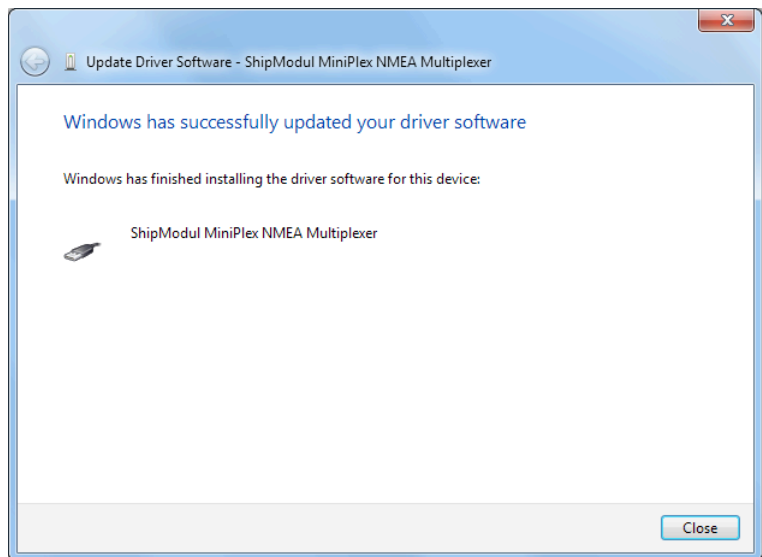 Update Driver Software - ShipModul MiniPlex NMEA Multiplexer
Windows has successfully updated your driver software
Windows has finished installing the driver software for this device:
ShipModul MiniPlex NMEA Multiplexer
Close